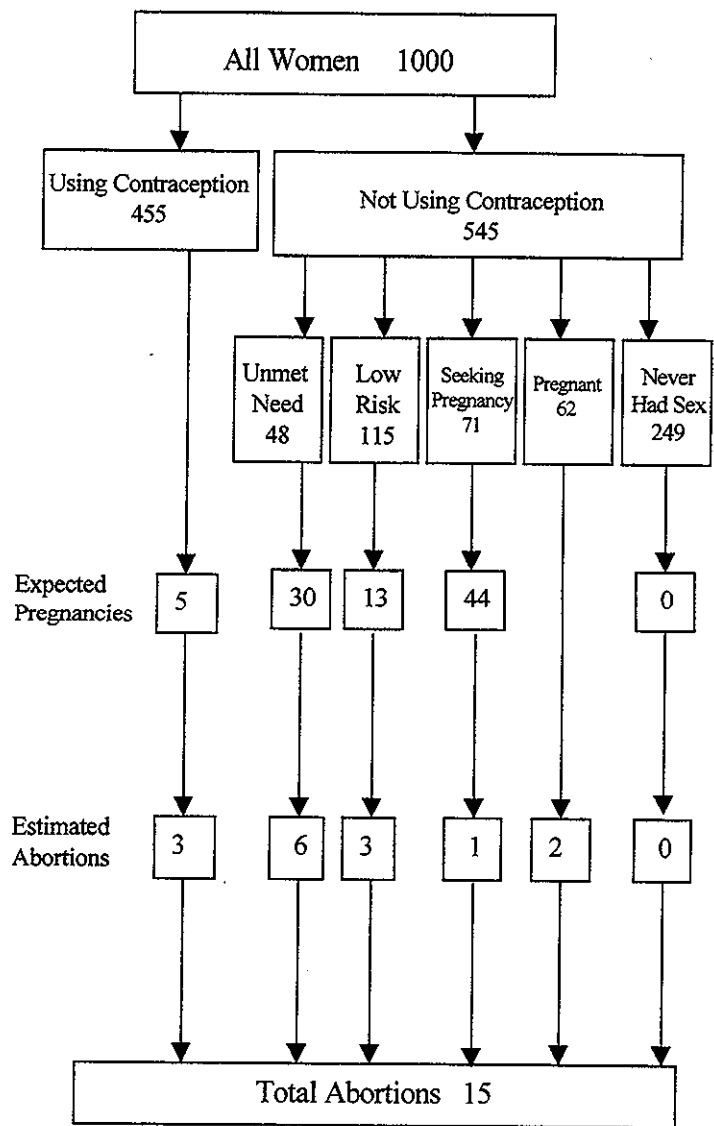 All Women 1000
Using Contraception
455
Not Using Contraception
545
Unmet
Need
48
Low
Risk
115
Seeking
Pregnancy
71
Pregnant
62
Never
Had Sex
249
Expected
Pregnancies
5
30
13
44
0
Estimated
Abortions
3
6
3
1
2
0
Total Abortions 15